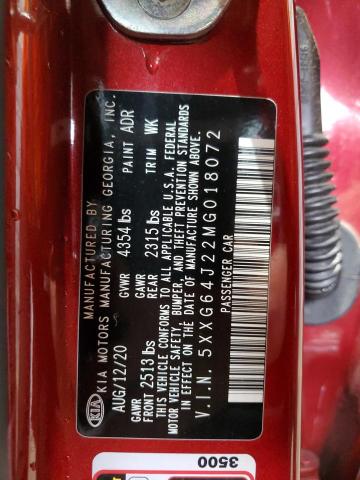 MANUFACTURED BY
KIA KIA MOTORS MANUFACTURING GEORGIA, INC.
AUG/12/20 GVWR 4354 lbs PAINT ADR
GAWR FRONT 2513 lbs GAWR REAR 2315 lbs TRIM WK
THIS VEHICLE CONFORMS TO ALL APPLICABLE U.S.A. FEDERAL
MOTOR VEHICLE SAFETY, BUMPER, AND THEFT PREVENTION STANDARDS
IN EFFECT ON THE DATE OF MANUFACTURE SHOWN ABOVE.
V.I.N. 5XXG64J22MG018072
PASSENGER CAR
3500